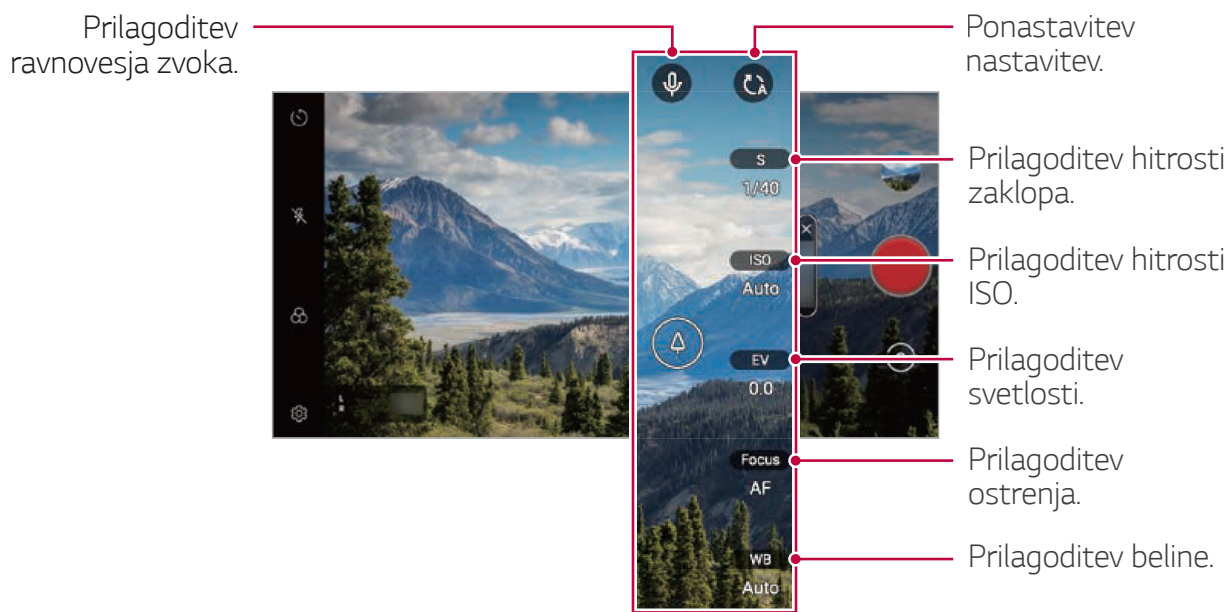 Prilagoditev
ravnovesja zvoka.
Ponastavitev
nastavitev.
A
S
1/40
Prilagoditev hitrosti
zaklopa.
ISO
Auto
Prilagoditev hitrosti
ISO.
EV
0.0
Prilagoditev
svetlosti.
L
R
Focus
AF
Prilagoditev
ostrenja.
WB
Auto
Prilagoditev beline.